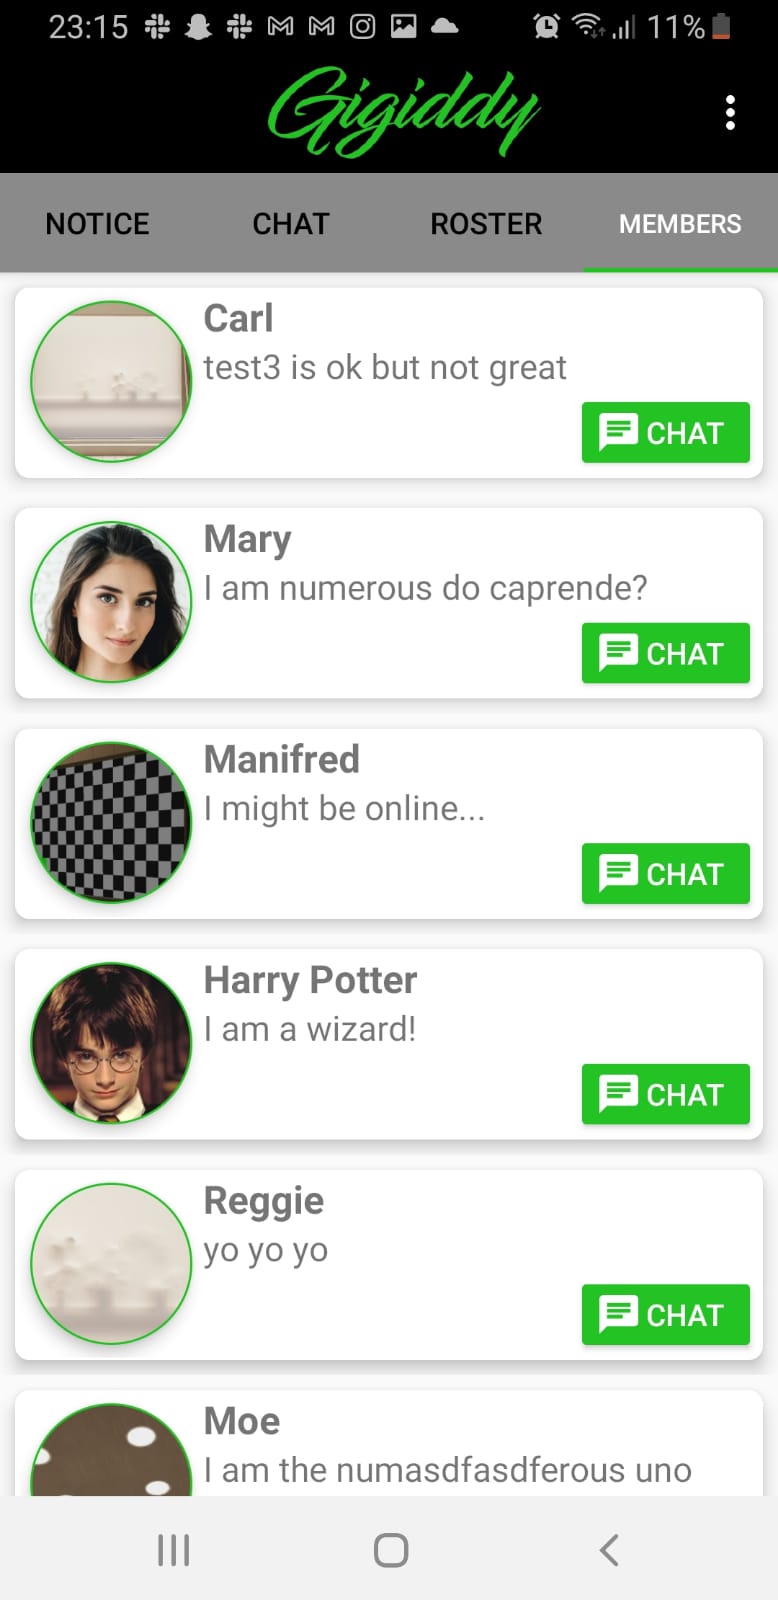 23:15 11%
Gigiddy
NOTICE CHAT ROSTER MEMBERS
Carl
test3 is ok but not great
CHAT
Mary
I am numerous do caprende?
CHAT
Manifred
I might be online...
CHAT
Harry Potter
I am a wizard!
CHAT
Reggie
yo yo yo
CHAT
Moe
I am the numasdfasdferous uno